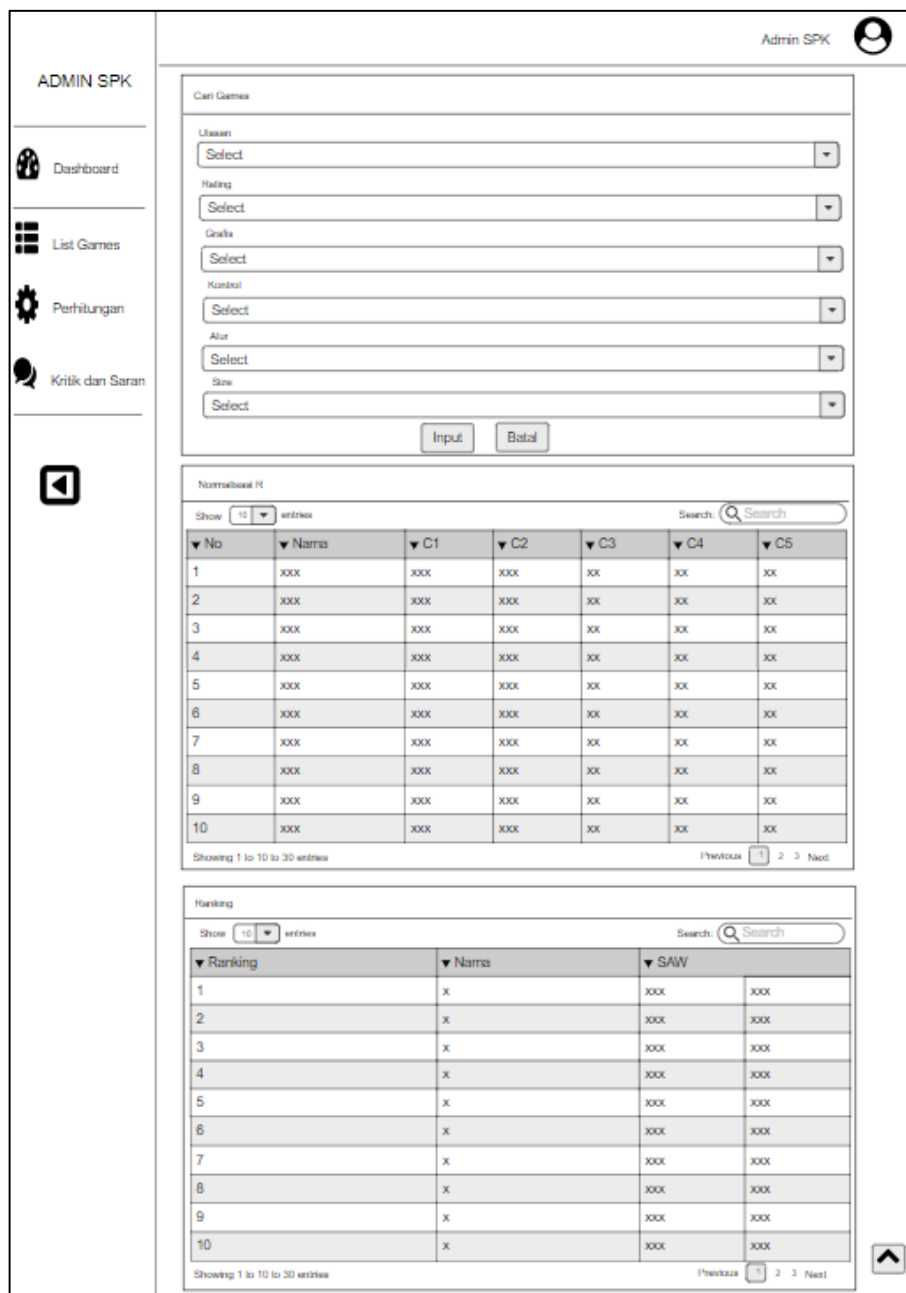 Admin SPK
ADMIN SPK
Dashboard
List Games
Perhitungan
Kritik dan Saran
Cari Games
Ulasan
Select
Rating
Select
Grafis
Select
Kontrol
Select
Alur
Select
Size
Select
Input Batal
Normalisasi R
Show 10 entries Search: Search
No Nama C1 C2 C3 C4 C5
1 xxx xxx xxx xx xx xx
2 xxx xxx xxx xx xx xx
3 xxx xxx xxx xx xx xx
4 xxx xxx xxx xx xx xx
5 xxx xxx xxx xx xx xx
6 xxx xxx xxx xx xx xx
7 xxx xxx xxx xx xx xx
8 xxx xxx xxx xx xx xx
9 xxx xxx xxx xx xx xx
10 xxx xxx xxx xx xx xx
Showing 1 to 10 to 30 entries Previous 1 2 3 Next
Ranking
Show 10 entries Search: Search
Ranking Nama SAW
1 x xxx xxx
2 x xxx xxx
3 x xxx xxx
4 x xxx xxx
5 x xxx xxx
6 x xxx xxx
7 x xxx xxx
8 x xxx xxx
9 x xxx xxx
10 x xxx xxx
Showing 1 to 10 to 30 entries Previous 1 2 3 Next